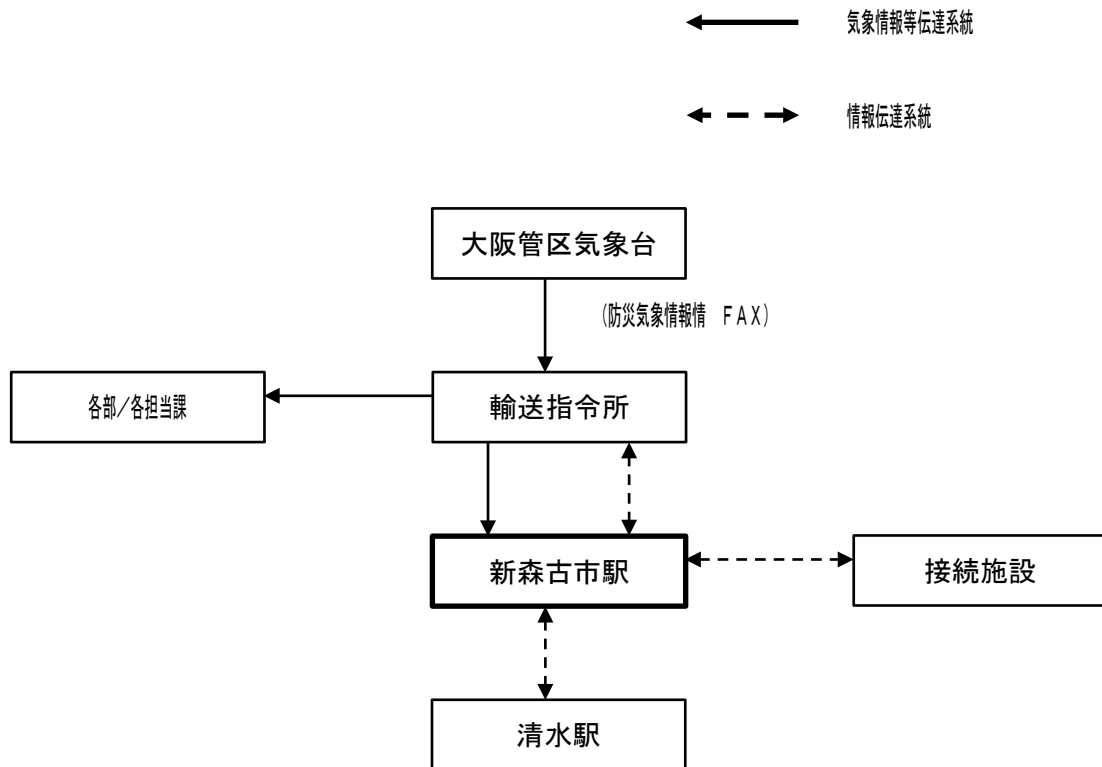 気象情報等伝達系統
情報伝達系統
大阪管区気象台
（防災気象情報情　ＦＡＸ）
各部／各担当課
輸送指令所
新森古市駅
接続施設
清水駅